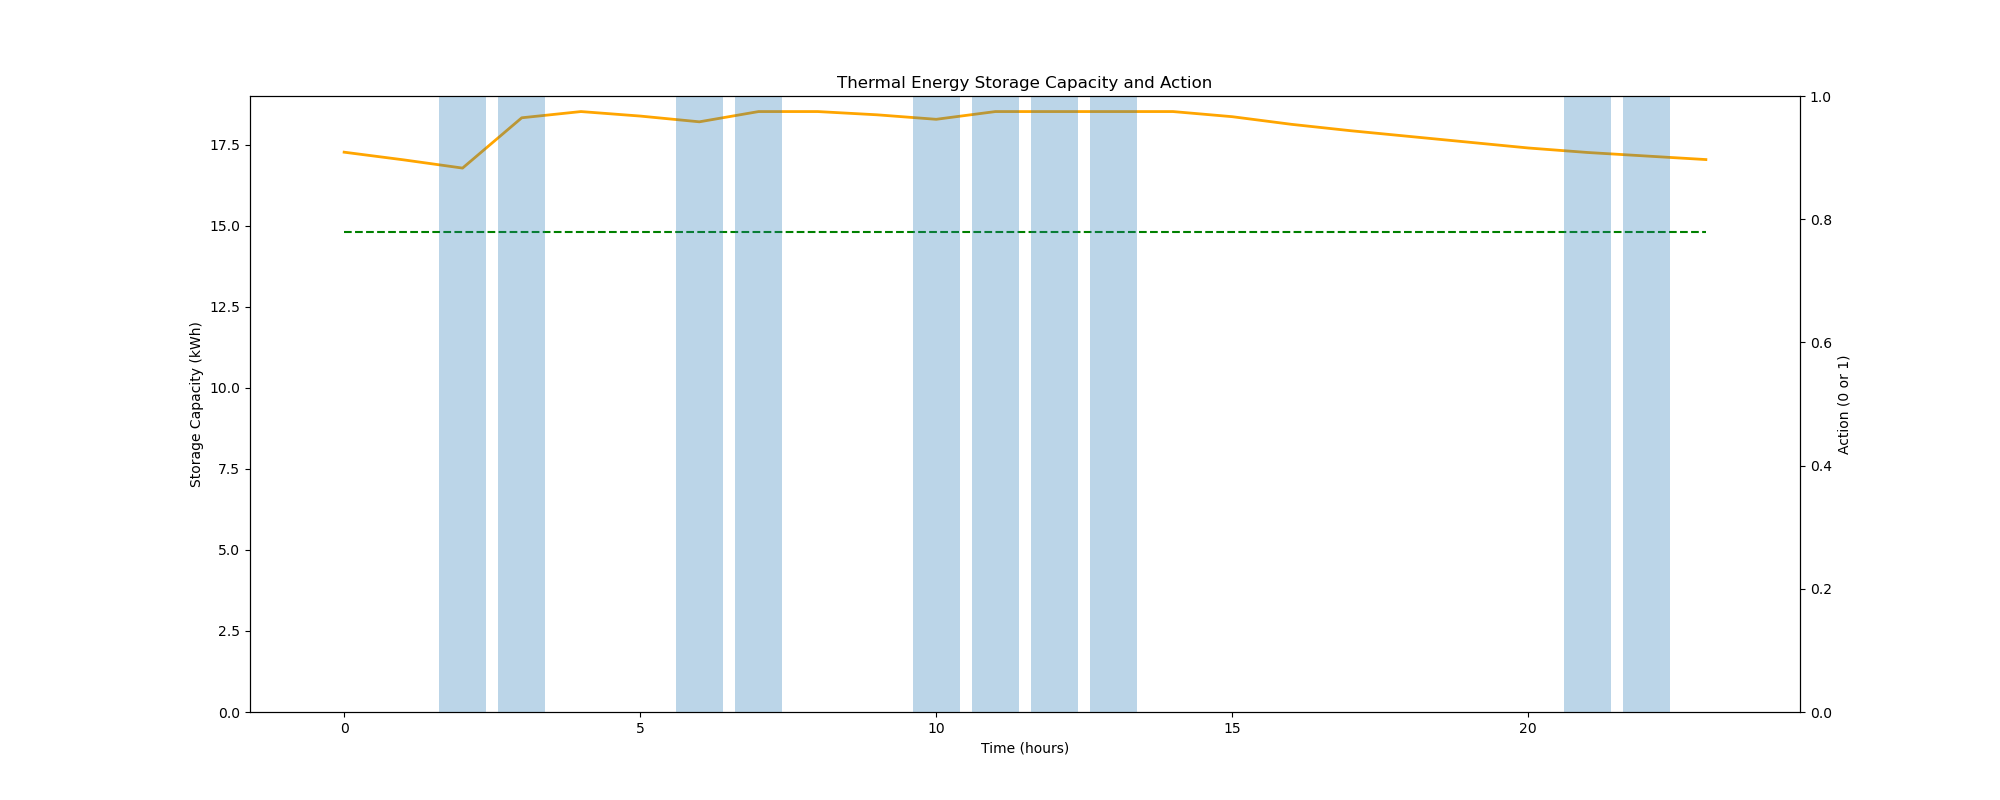 Thermal Energy Storage Capacity and Action
Storage Capacity (kWh)
17.5
15.0
12.5
10.0
7.5
5.0
2.5
0.0
1.0
0.8
0.6
0.4
0.2
0.0
Action (0 or 1)
0 5 10 15 20
Time (hours)